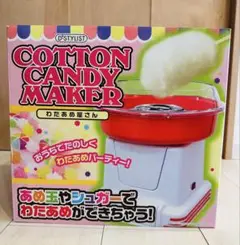 D-STYLIST
COTTON
CANDY
MAKER
わたあめ屋さん
おうちでたのしく
わたあめパーティー!
あめ玉やシュガーで
わたあめができちゃう!